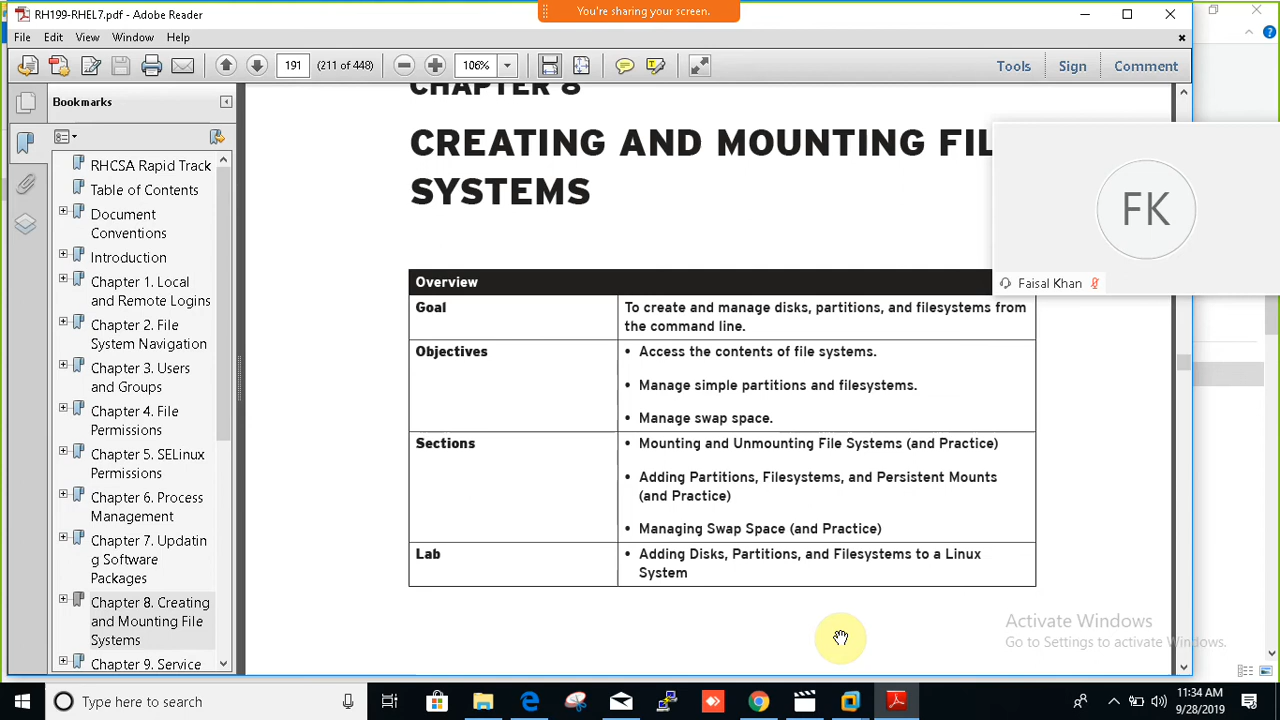 You're sharing your screen.
RH199-RHEL7.pdf - Adobe Reader
File Edit View Window Help
191 (211 of 448) 106% Tools Sign Comment
Bookmarks
RHCSA Rapid Track
Table of Contents
Document
Conventions
Introduction
Chapter 1. Local
and Remote Logins
Chapter 2. File
System Navigation
Chapter 3. Users
and Groups
Chapter 4. File
Permissions
Chapter 5. SELinux
Permissions
Chapter 6. Process
Management
Chapter 7. Updatin
g Software
Packages
Chapter 8. Creating
and Mounting File
Systems
Chapter 9. Service
CHAPTER 8
CREATING AND MOUNTING FIL
SYSTEMS
Overview
Goal
To create and manage disks, partitions, and filesystems from
the command line.
Objectives
• Access the contents of file systems.
• Manage simple partitions and filesystems.
• Manage swap space.
Sections
• Mounting and Unmounting File Systems (and Practice)
• Adding Partitions, Filesystems, and Persistent Mounts
(and Practice)
• Managing Swap Space (and Practice)
Lab
• Adding Disks, Partitions, and Filesystems to a Linux
System
FK
Faisal Khan
Activate Windows
Go to Settings to activate Windows.
Type here to search
11:34 AM
9/28/2019